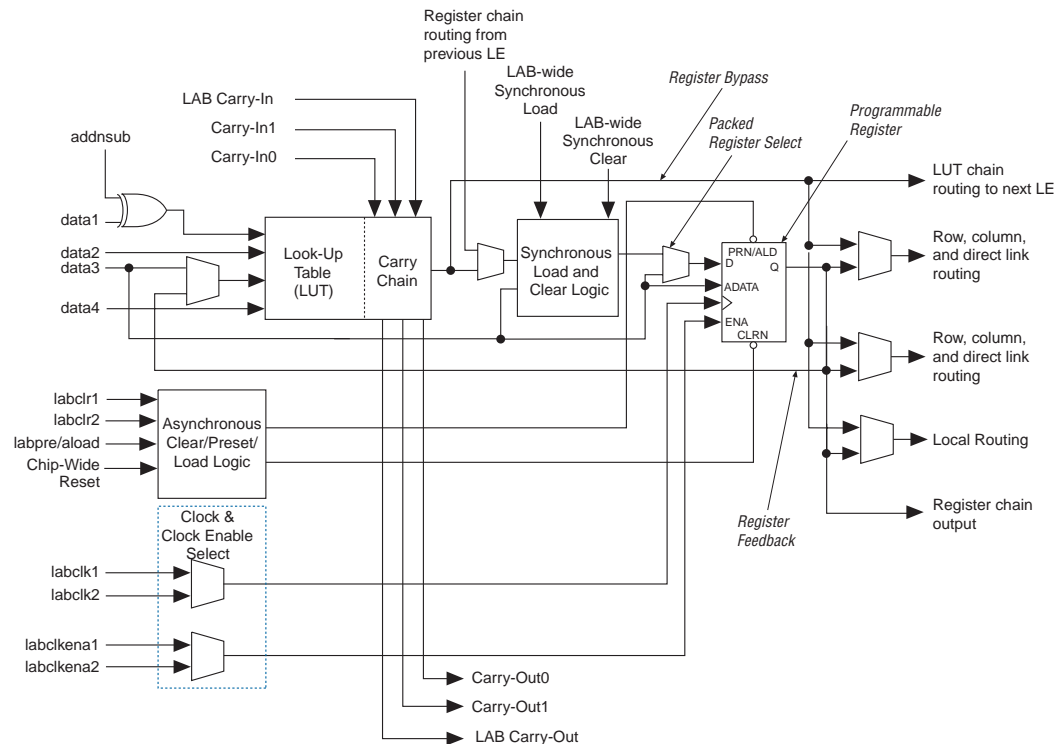 Register chain
routing from
previous LE
LAB-wide
Synchronous
Load
Register Bypass
LAB Carry-In
Packed
Register Select
Programmable
Register
LAB-wide
Synchronous
Clear
Carry-In1
addnsub
Carry-In0
LUT chain
routing to next LE
data1
data2
data3
data4
Look-Up
Table
(LUT)
Carry
Chain
Synchronous
Load and
Clear Logic
PRN/ALD
D
Q
ADATA
ENA
CLRN
Row, column,
and direct link
routing
Row, column,
and direct link
routing
labclr1
labclr2
labpre/aload
Chip-Wide
Reset
Asynchronous
Clear/Preset/
Load Logic
Local Routing
Clock &
Clock Enable
Select
Register
Feedback
Register chain
output
labclk1
labclk2
labclkena1
labclkena2
Carry-Out0
Carry-Out1
LAB Carry-Out